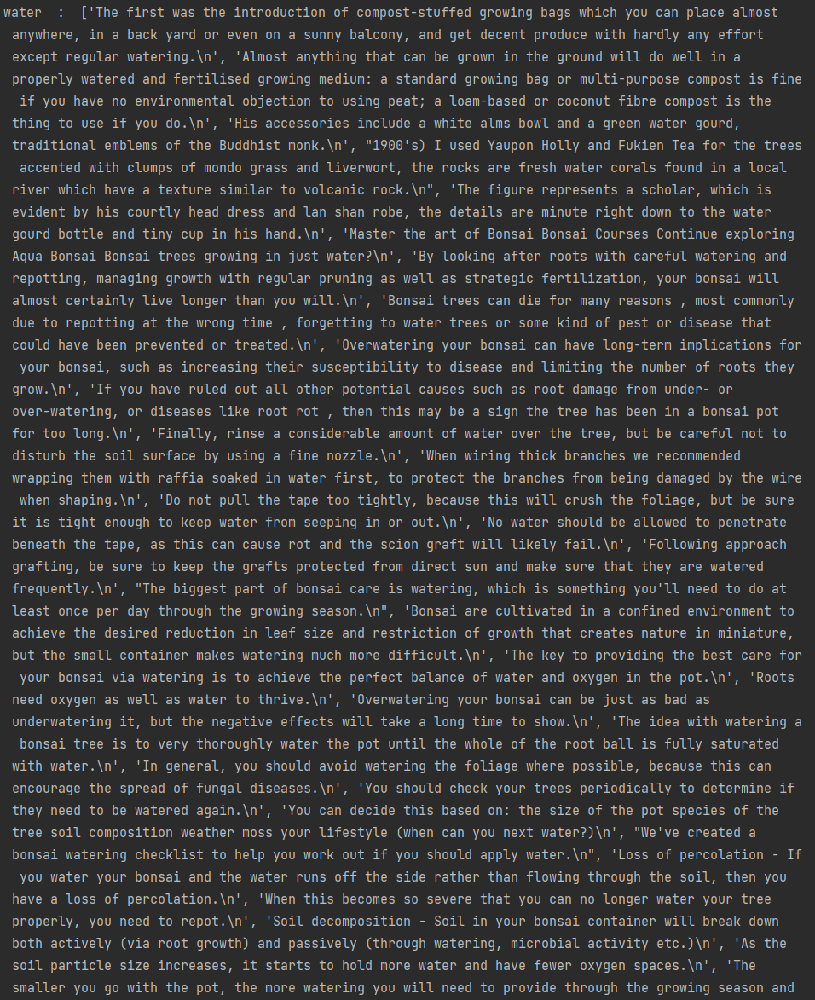 water  :  ['The first was the introduction of compost-stuffed growing bags which you can place almost
anywhere, in a back yard or even on a sunny balcony, and get decent produce with hardly any effort
except regular watering.\n', 'Almost anything that can be grown in the ground will do well in a
properly watered and fertilised growing medium: a standard growing bag or multi-purpose compost is fine
if you have no environmental objection to using peat; a loam-based or coconut fibre compost is the
thing to use if you do.\n', 'His accessories include a white alms bowl and a green water gourd,
traditional emblems of the Buddhist monk.\n', "1900's) I used Yaupon Holly and Fukien Tea for the trees
accented with clumps of mondo grass and liverwort, the rocks are fresh water corals found in a local
river which have a texture similar to volcanic rock.\n", 'The figure represents a scholar, which is
evident by his courtly head dress and lan shan robe, the details are minute right down to the water
gourd bottle and tiny cup in his hand.\n', 'Master the art of Bonsai Bonsai Courses Continue exploring
Aqua Bonsai Bonsai trees growing in just water?\n', 'By looking after roots with careful watering and
repotting, managing growth with regular pruning as well as strategic fertilization, your bonsai will
almost certainly live longer than you will.\n', 'Bonsai trees can die for many reasons , most commonly
due to repotting at the wrong time , forgetting to water trees or some kind of pest or disease that
could have been prevented or treated.\n', 'Overwatering your bonsai can have long-term implications for
your bonsai, such as increasing their susceptibility to disease and limiting the number of roots they
grow.\n', 'If you have ruled out all other potential causes such as root damage from under- or
over-watering, or diseases like root rot , then this may be a sign the tree has been in a bonsai pot
for too long.\n', 'Finally, rinse a considerable amount of water over the tree, but be careful not to
disturb the soil surface by using a fine nozzle.\n', 'When wiring thick branches we recommended
wrapping them with raffia soaked in water first, to protect the branches from being damaged by the wire
when shaping.\n', 'Do not pull the tape too tightly, because this will crush the foliage, but be sure
it is tight enough to keep water from seeping in or out.\n', 'No water should be allowed to penetrate
beneath the tape, as this can cause rot and the scion graft will likely fail.\n', 'Following approach
grafting, be sure to keep the grafts protected from direct sun and make sure that they are watered
frequently.\n', "The biggest part of bonsai care is watering, which is something you'll need to do at
least once per day through the growing season.\n", 'Bonsai are cultivated in a confined environment to
achieve the desired reduction in leaf size and restriction of growth that creates nature in miniature,
but the small container makes watering much more difficult.\n', 'The key to providing the best care for
your bonsai via watering is to achieve the perfect balance of water and oxygen in the pot.\n', 'Roots
need oxygen as well as water to thrive.\n', 'Overwatering your bonsai can be just as bad as
underwatering it, but the negative effects will take a long time to show.\n', 'The idea with watering a
bonsai tree is to very thoroughly water the pot until the whole of the root ball is fully saturated
with water.\n', 'In general, you should avoid watering the foliage where possible, because this can
encourage the spread of fungal diseases.\n', 'You should check your trees periodically to determine if
they need to be watered again.\n', 'You can decide this based on: the size of the pot species of the
tree soil composition weather moss your lifestyle (when can you next water?)\n', "We've created a
bonsai watering checklist to help you work out if you should apply water.\n", 'Loss of percolation - If
you water your bonsai and the water runs off the side rather than flowing through the soil, then you
have a loss of percolation.\n', 'When this becomes so severe that you can no longer water your tree
properly, you need to repot.\n', 'Soil decomposition - Soil in your bonsai container will break down
both actively (via root growth) and passively (through watering, microbial activity etc.)\n', 'As the
soil particle size increases, it starts to hold more water and have fewer oxygen spaces.\n', 'The
smaller you go with the pot, the more watering you will need to provide through the growing season and